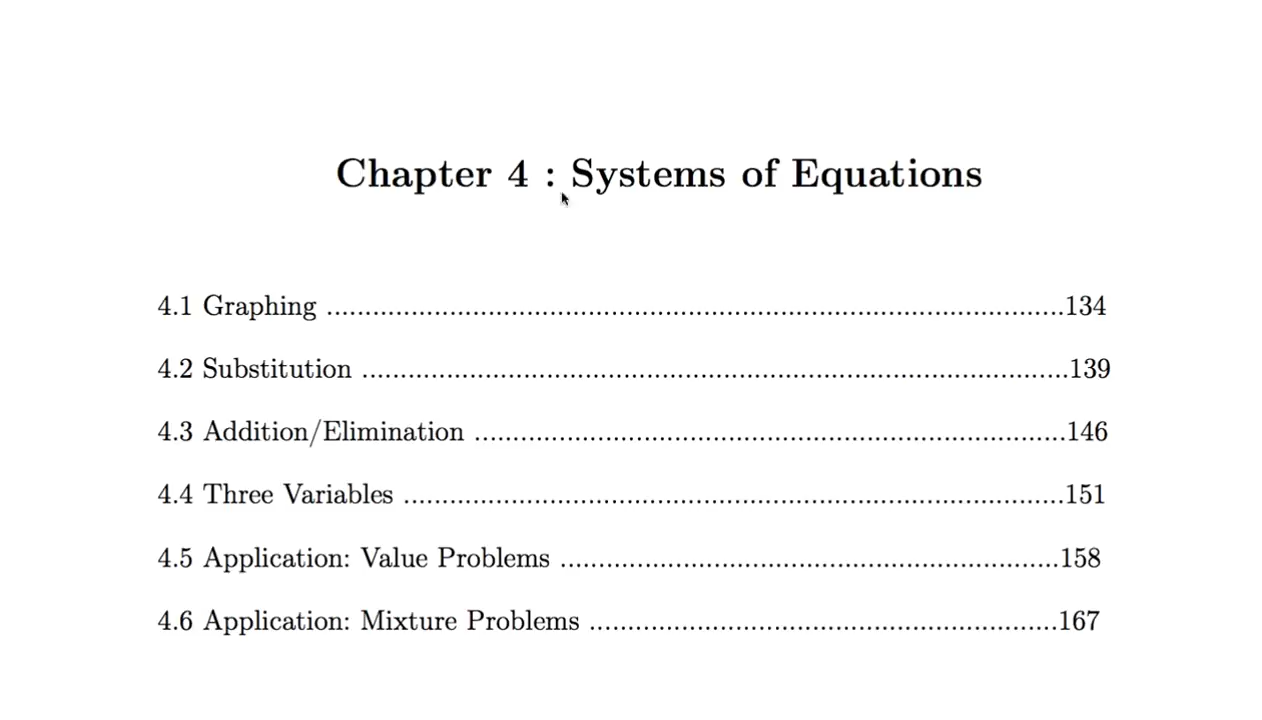 Chapter 4 : Systems of Equations
4.1 Graphing ................................................................................................134
4.2 Substitution ............................................................................................139
4.3 Addition/Elimination .............................................................................146
4.4 Three Variables ......................................................................................151
4.5 Application: Value Problems .................................................................158
4.6 Application: Mixture Problems .............................................................167